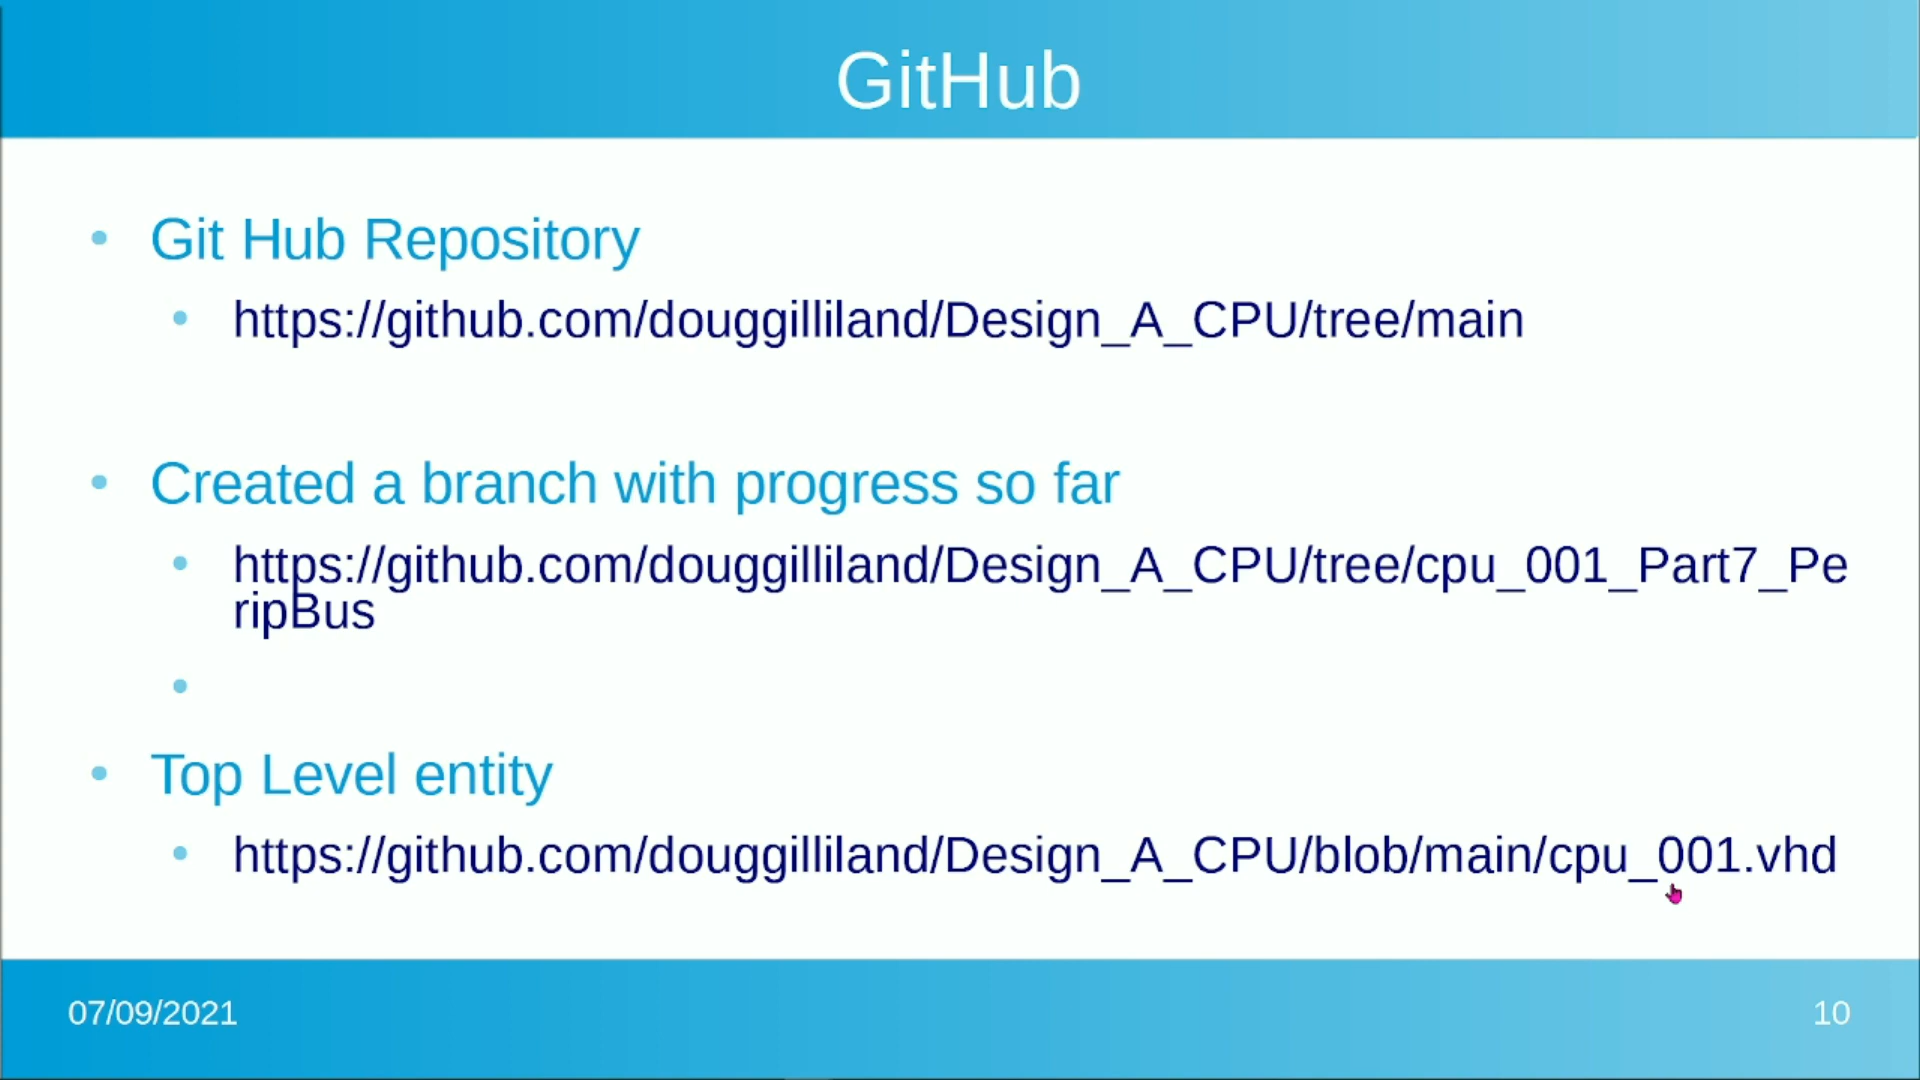 GitHub
Git Hub Repository
https://github.com/douggilliland/Design_A_CPU/tree/main
Created a branch with progress so far
https://github.com/douggilliland/Design_A_CPU/tree/cpu_001_Part7_Pe
ripBus
Top Level entity
https://github.com/douggilliland/Design_A_CPU/blob/main/cpu_001.vhd
07/09/2021
10